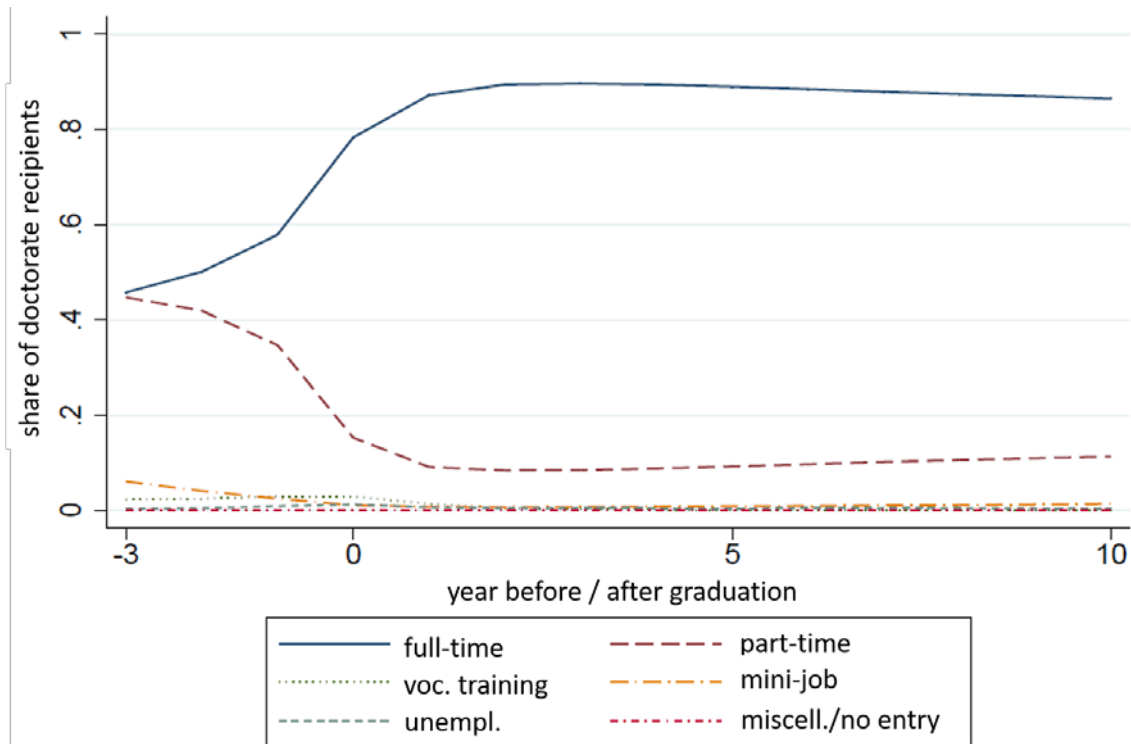 share of doctorate recipients
1
.8
.6
.4
.2
0
-3 0 5 10
year before / after graduation
full-time part-time
voc. training mini-job
unempl. miscell./no entry